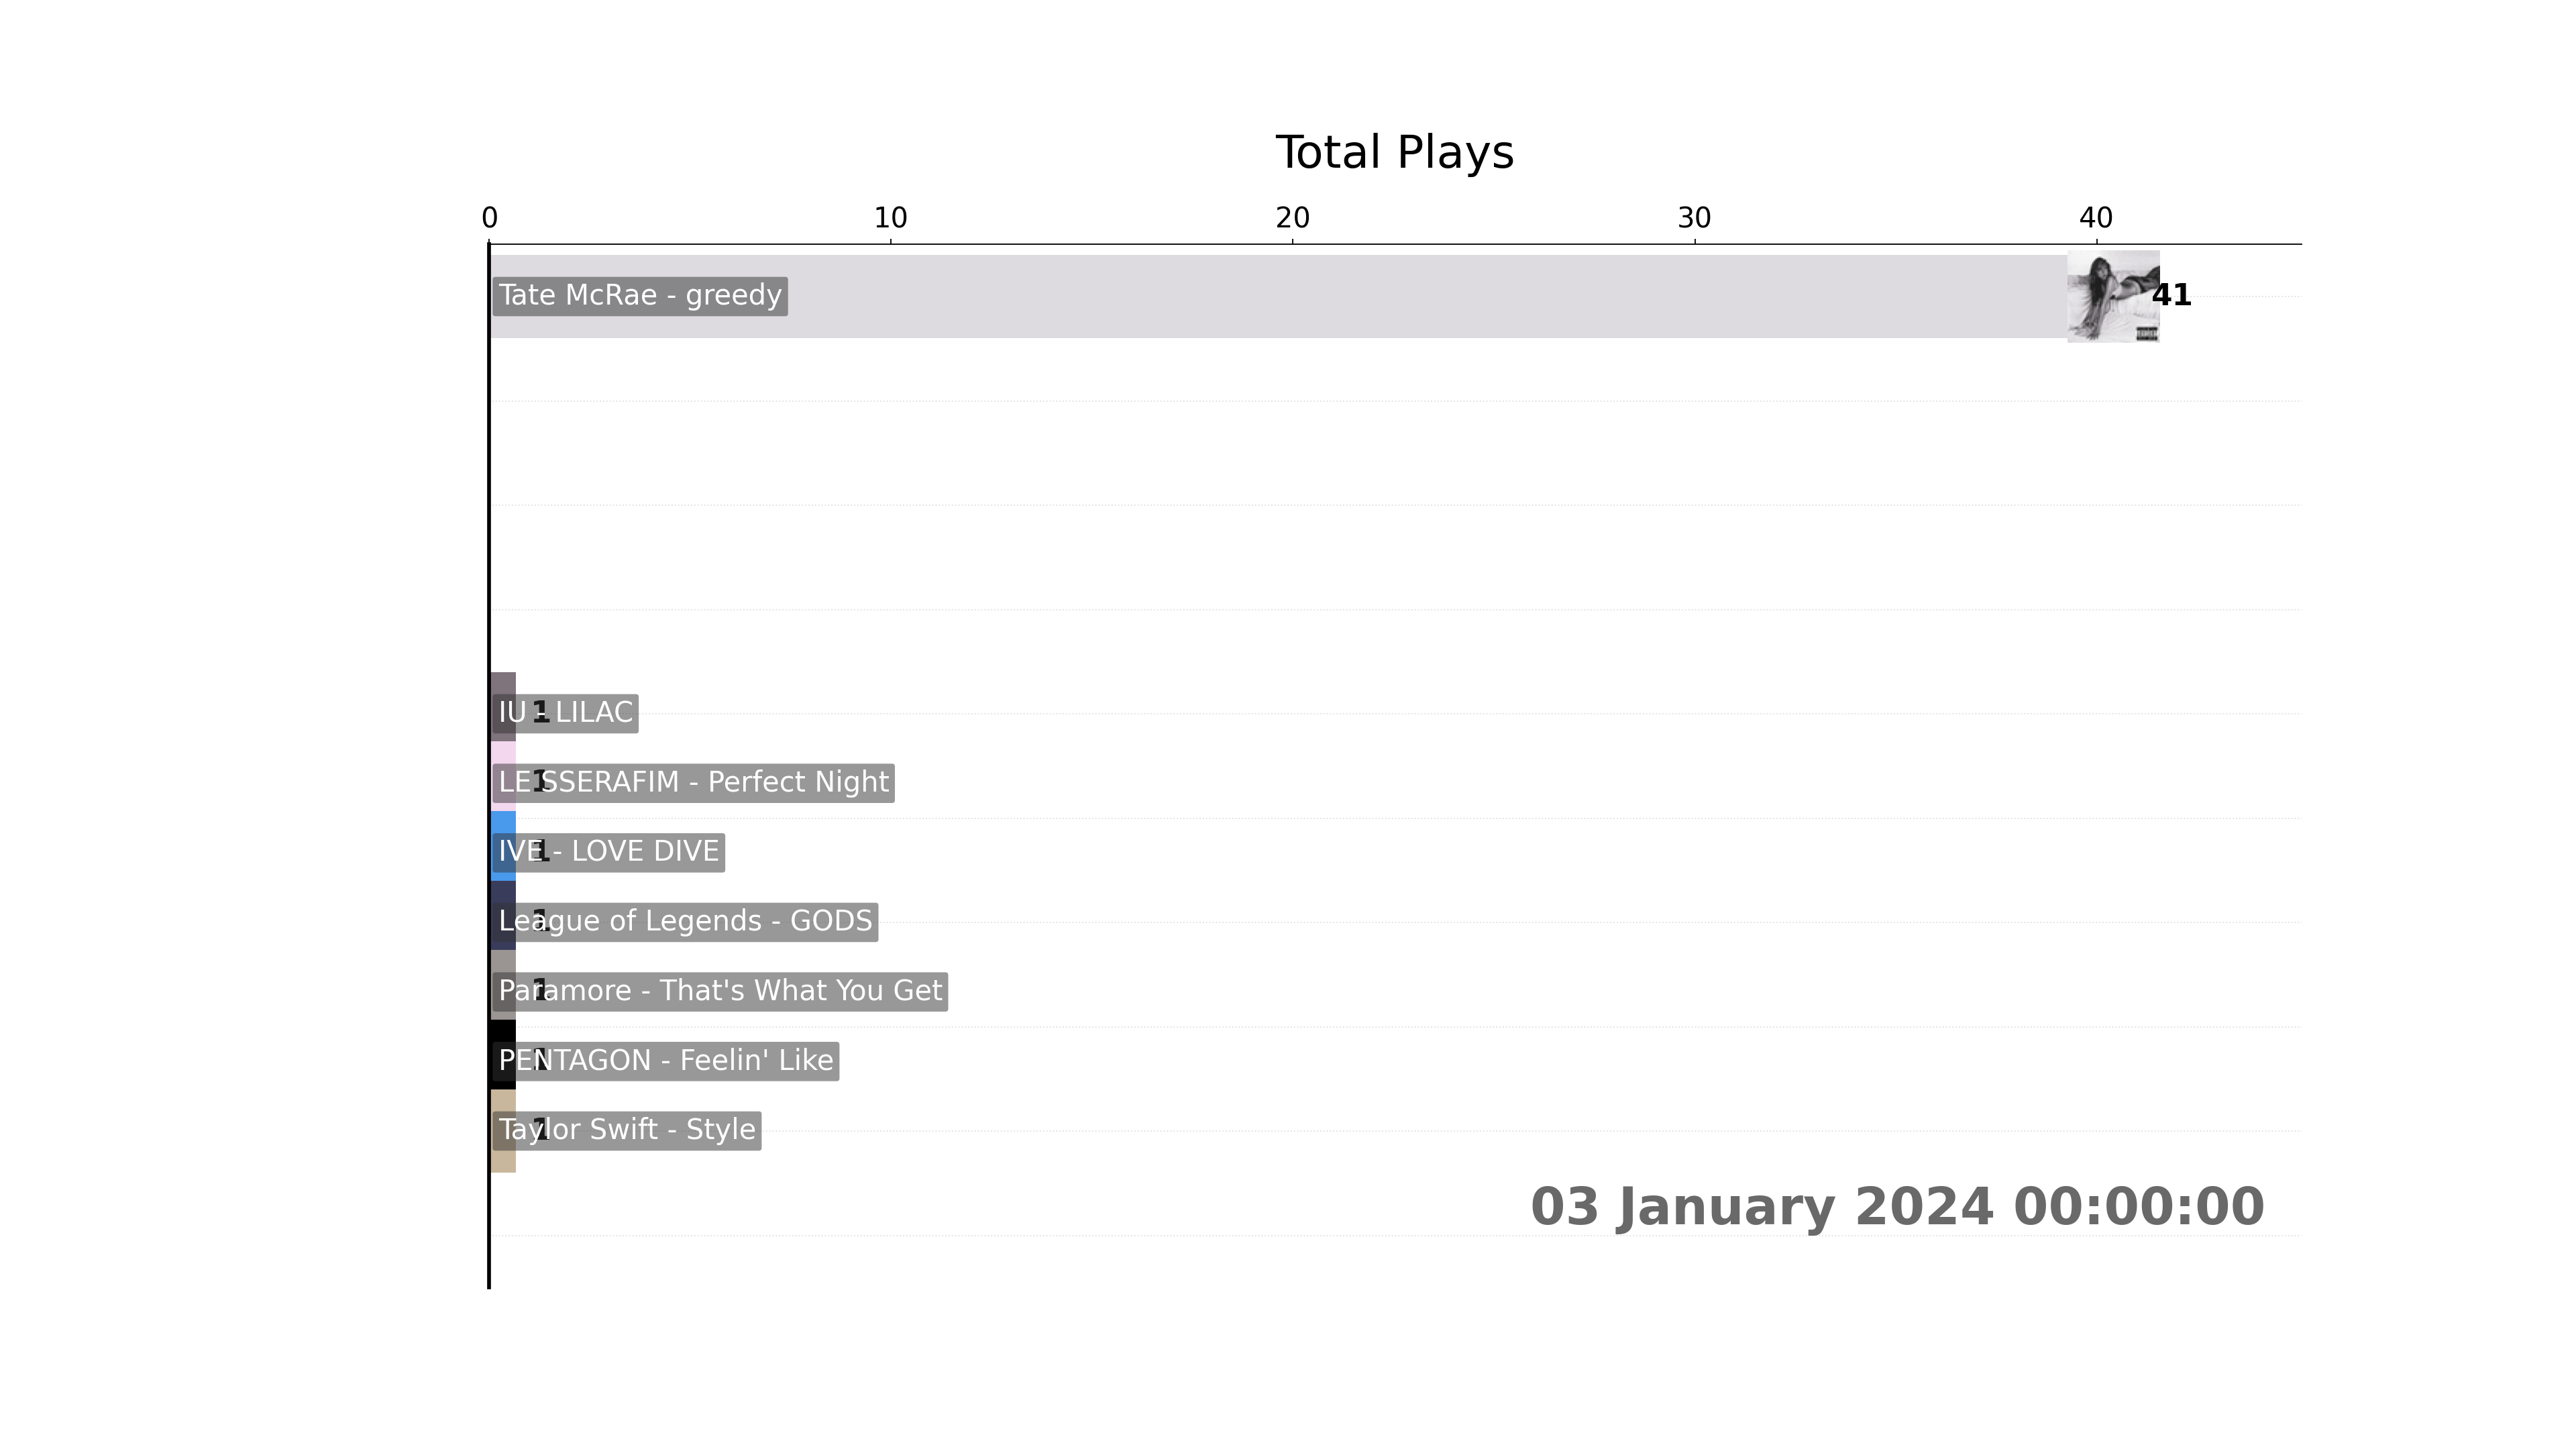 Total Plays
0 10 20 30 40
Tate McRae - greedy 41
IU - LILAC 1
LE SSERAFIM - Perfect Night 1
IVE - LOVE DIVE 1
League of Legends - GODS 1
Paramore - That's What You Get 1
PENTAGON - Feelin' Like 1
Taylor Swift - Style 1
03 January 2024 00:00:00